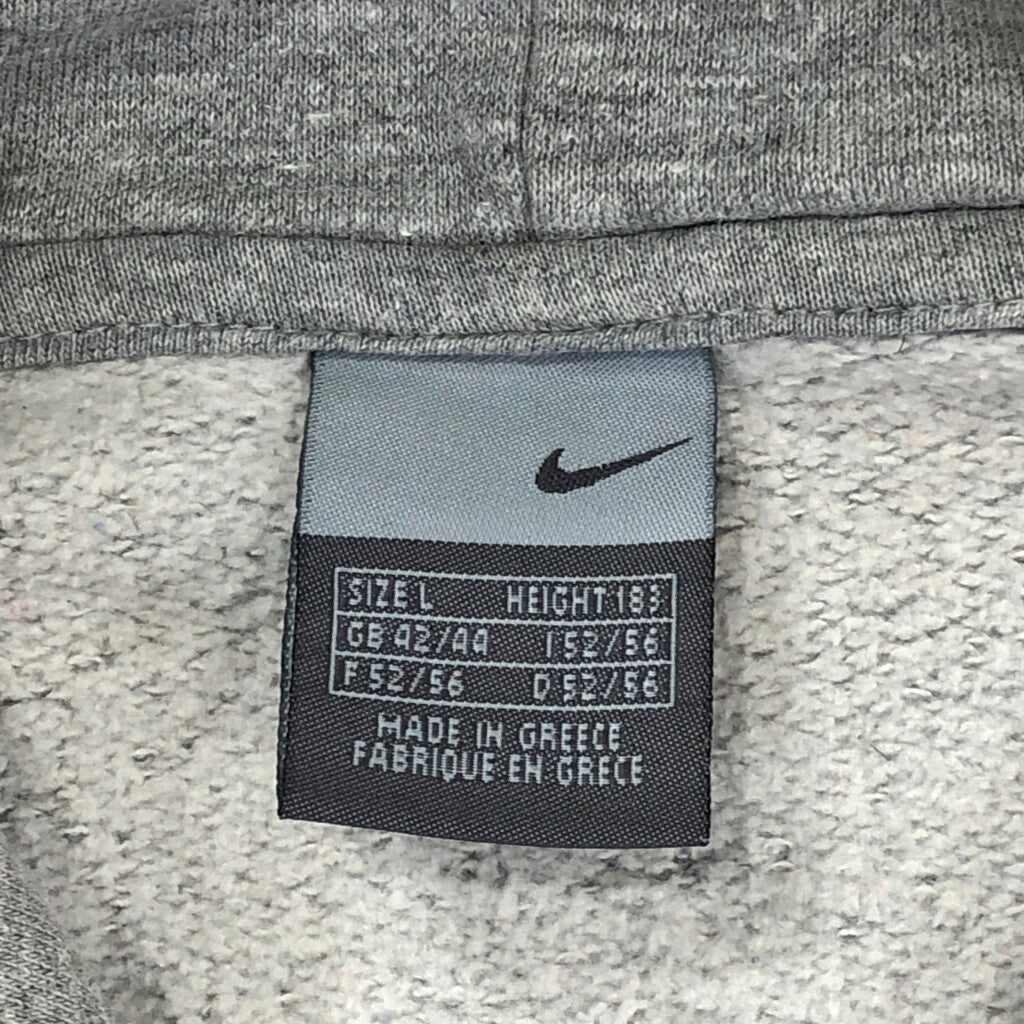 SIZE L HEIGHT 183
GB 42/44 I 52/56
F 52/56 D 52/56
MADE IN GREECE
FABRIQUE EN GRECE